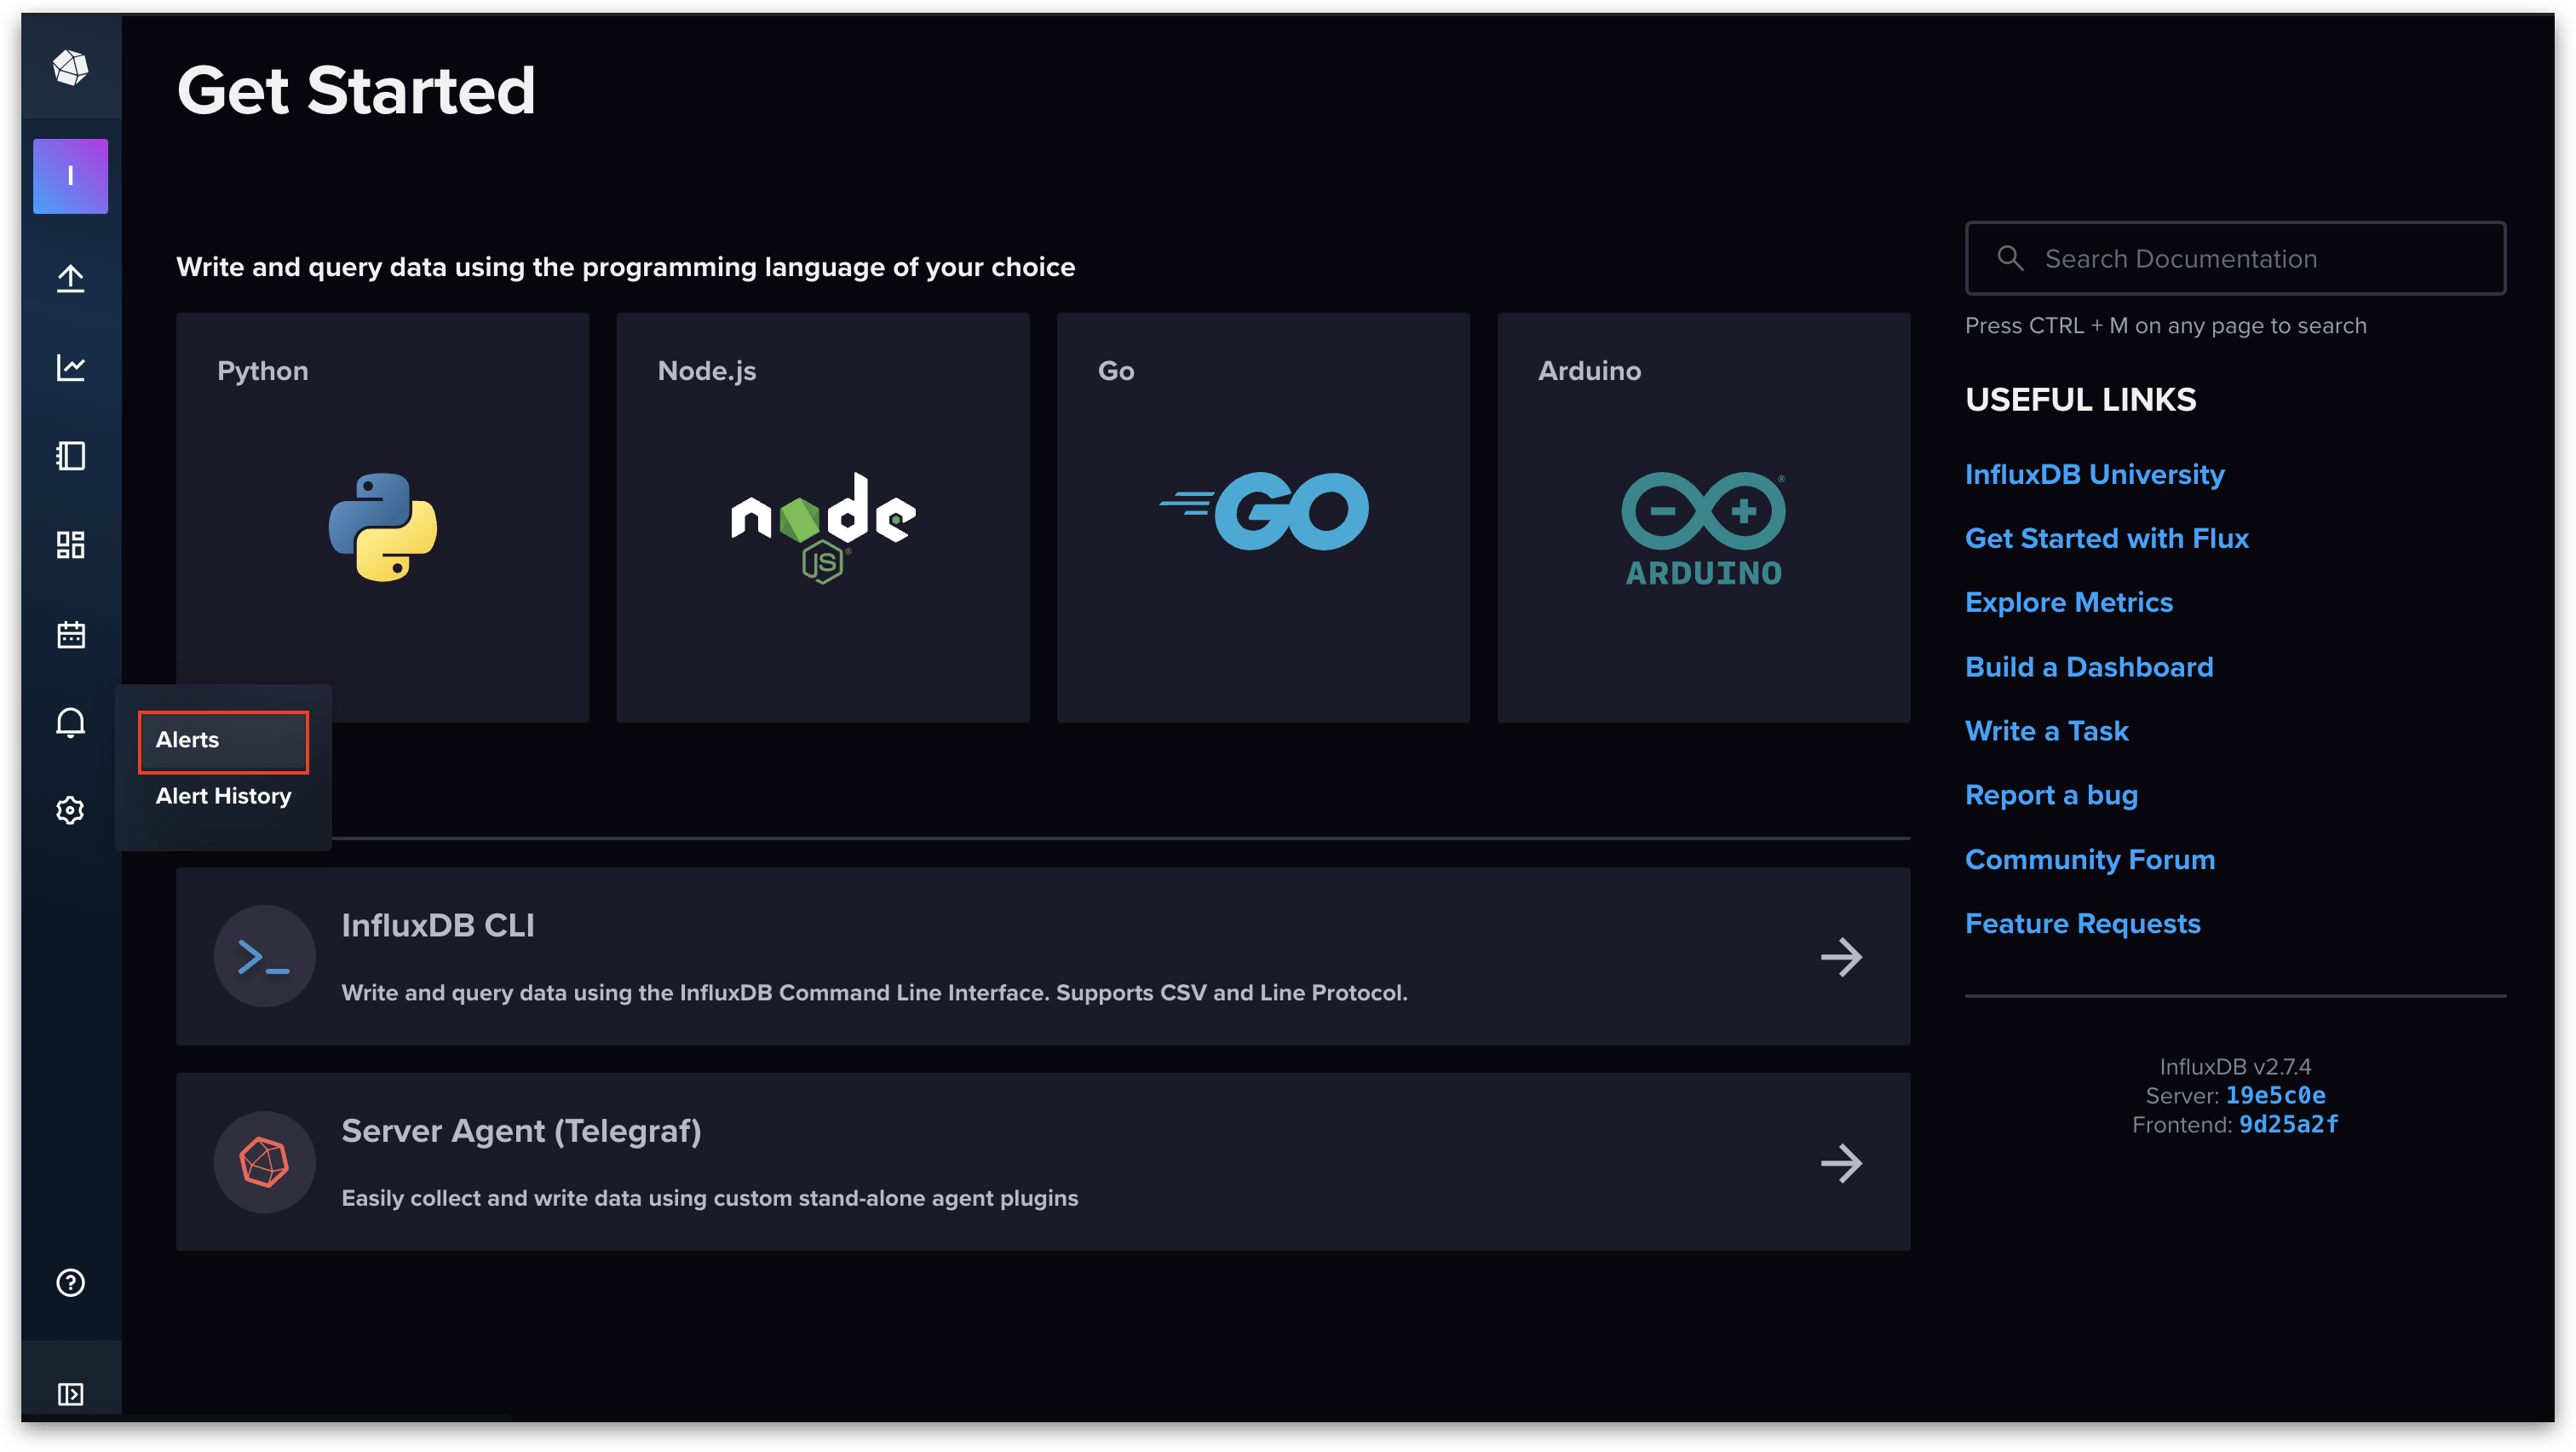 Get Started
I
Write and query data using the programming language of your choice
Python
Node.js
Go
Arduino
node
JS
GO
ARDUINO
Alerts
Alert History
InfluxDB CLI
Write and query data using the InfluxDB Command Line Interface. Supports CSV and Line Protocol.
Server Agent (Telegraf)
Easily collect and write data using custom stand-alone agent plugins
Search Documentation
Press CTRL + M on any page to search
USEFUL LINKS
InfluxDB University
Get Started with Flux
Explore Metrics
Build a Dashboard
Write a Task
Report a bug
Community Forum
Feature Requests
InfluxDB v2.7.4
Server: 19e5c0e
Frontend: 9d25a2f